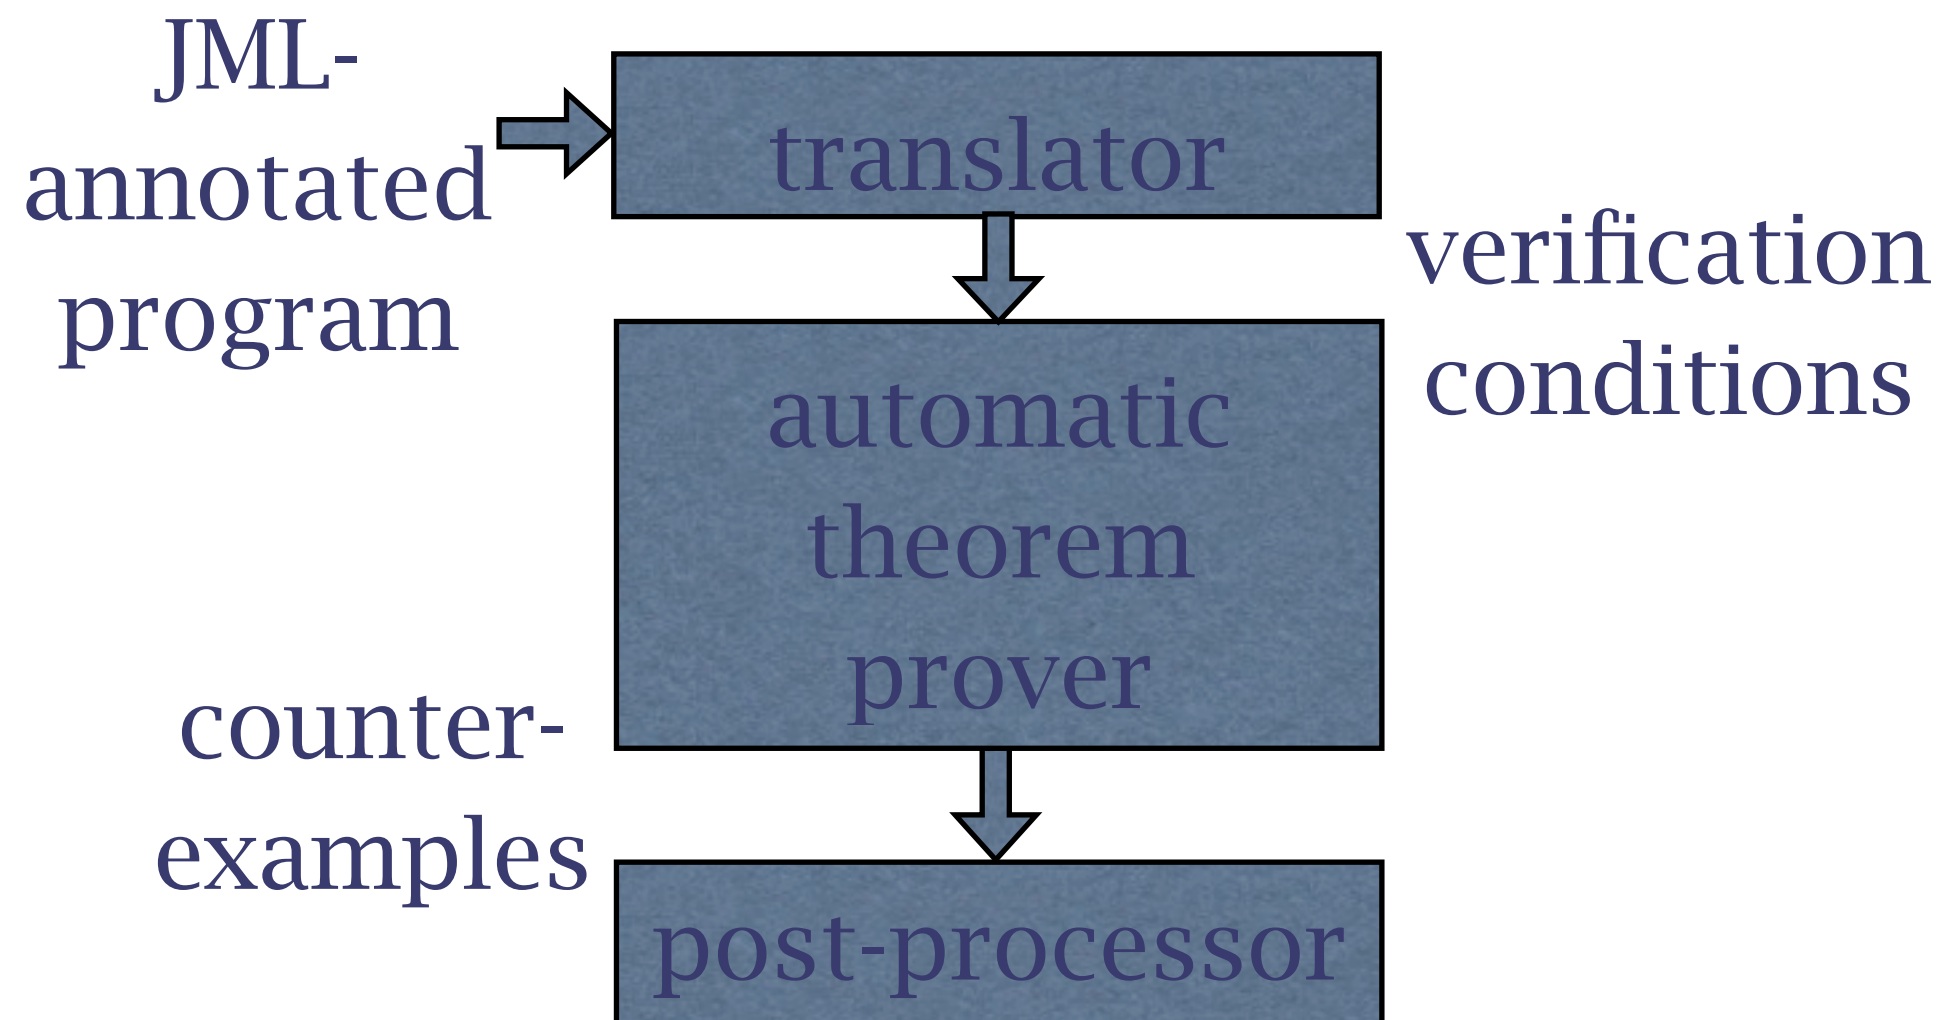 JML-
annotated
program
translator
verification
conditions
automatic
theorem
prover
counter-
examples
post-processor